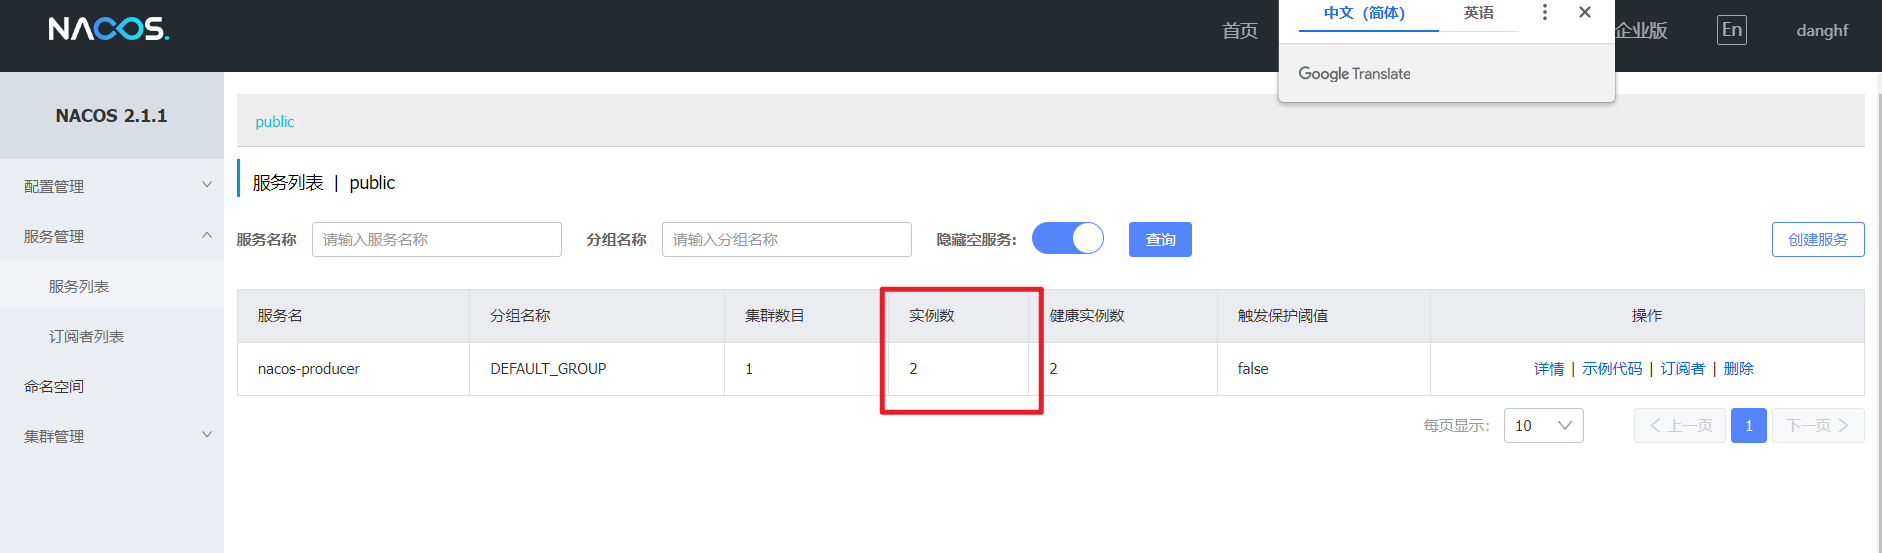 NACOS.
首页
中文（简体）
英语
企业版
En
danghf
Google Translate
NACOS 2.1.1
配置管理
服务管理
服务列表
订阅者列表
命名空间
集群管理
public
服务列表 | public
服务名称 请输入服务名称 分组名称 请输入分组名称 隐藏空服务： 查询 创建服务
服务名 分组名称 集群数目 实例数 健康实例数 触发保护阈值 操作
nacos-producer DEFAULT_GROUP 1 2 2 false 详情 | 示例代码 | 订阅者 | 删除
每页显示： 10 上一页 1 下一页